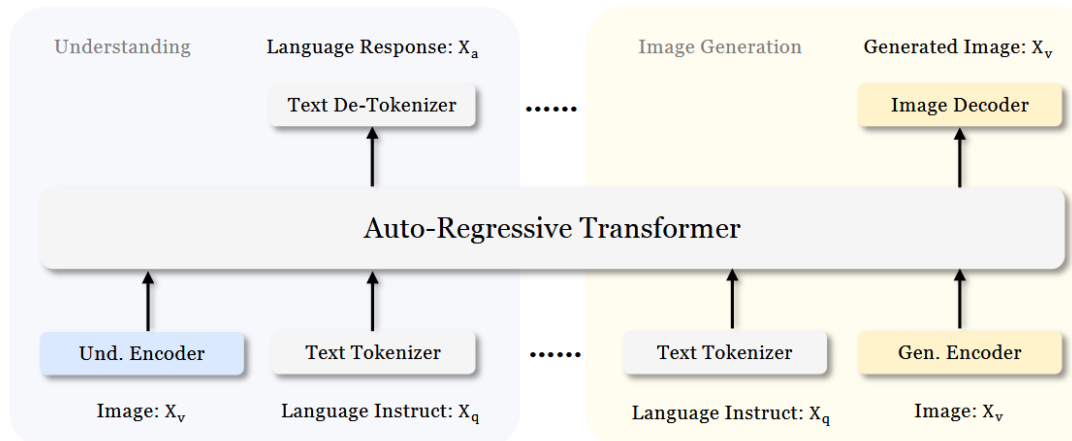 Understanding
Language Response: Xa
Image Generation
Generated Image: Xv
Text De-Tokenizer
......
Image Decoder
Auto-Regressive Transformer
Und. Encoder
Text Tokenizer
......
Text Tokenizer
Gen. Encoder
Image: Xv
Language Instruct: Xq
Language Instruct: Xq
Image: Xv